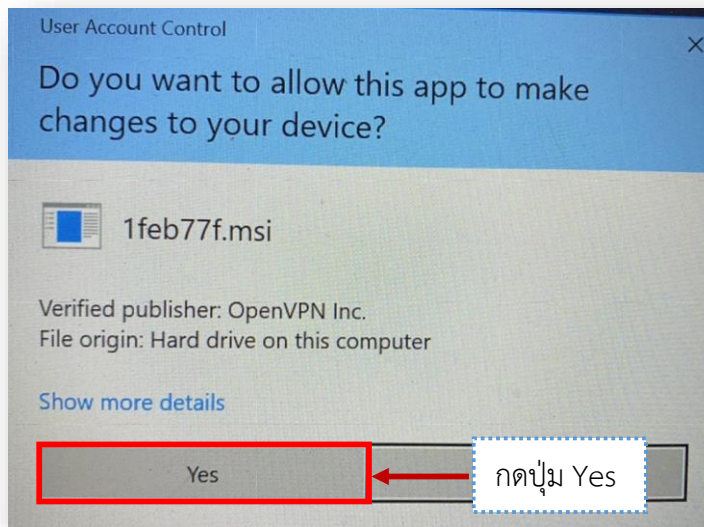 User Account Control
Do you want to allow this app to make
changes to your device?
1feb77f.msi
Verified publisher: OpenVPN Inc.
File origin: Hard drive on this computer
Show more details
Yes
กดปุ่ม Yes